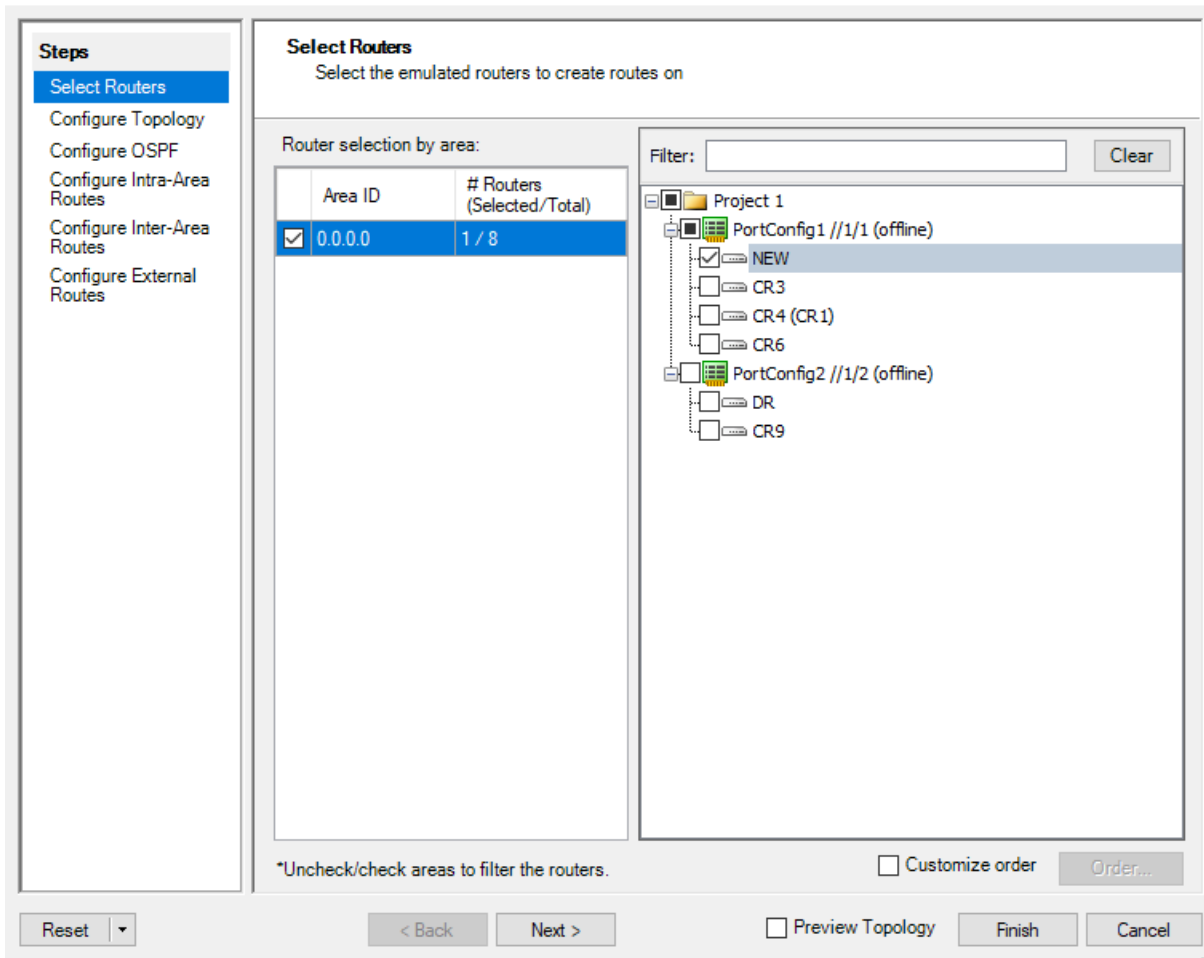 Steps
Select Routers
Configure Topology
Configure OSPF
Configure Intra-Area
Routes
Configure Inter-Area
Routes
Configure External
Routes
Select Routers
Select the emulated routers to create routes on
Router selection by area:
Area ID
# Routers
(Selected/Total)
0.0.0.0
1 / 8
*Uncheck/check areas to filter the routers.
Filter:
Clear
Project 1
PortConfig1 //1/1 (offline)
NEW
CR3
CR4 (CR1)
CR6
PortConfig2 //1/2 (offline)
DR
CR9
Customize order
Order...
Reset
< Back
Next >
Preview Topology
Finish
Cancel